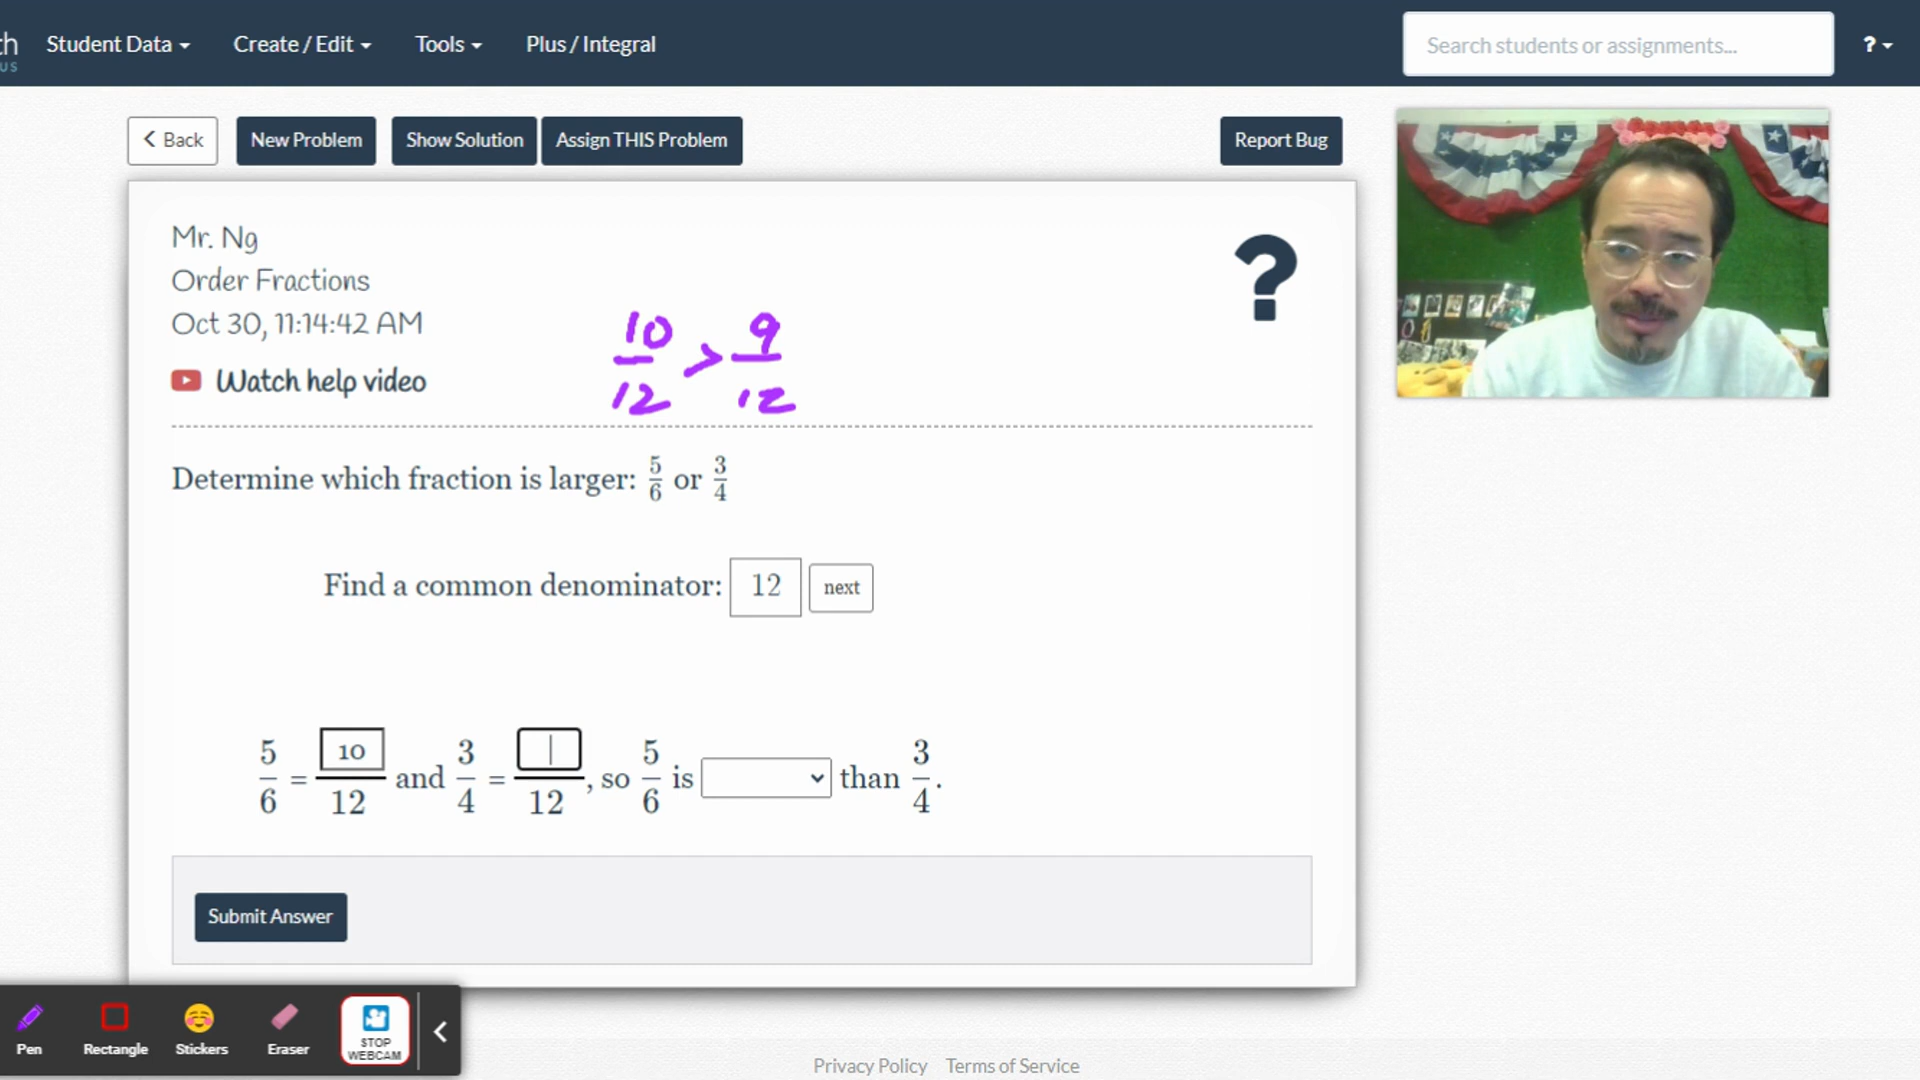 th Student Data Create / Edit Tools Plus / Integral Search students or assignments... ?
US
Back New Problem Show Solution Assign THIS Problem Report Bug
Mr. Ng
Order Fractions
Oct 30, 11:14:42 AM
Watch help video
?
10/12 > 9/12
Determine which fraction is larger: 5/6 or 3/4
Find a common denominator: 12 next
5/6 = 10/12 and 3/4 = /12, so 5/6 is than 3/4.
Submit Answer
Pen Rectangle Stickers Eraser STOP WEBCAM
Privacy Policy Terms of Service